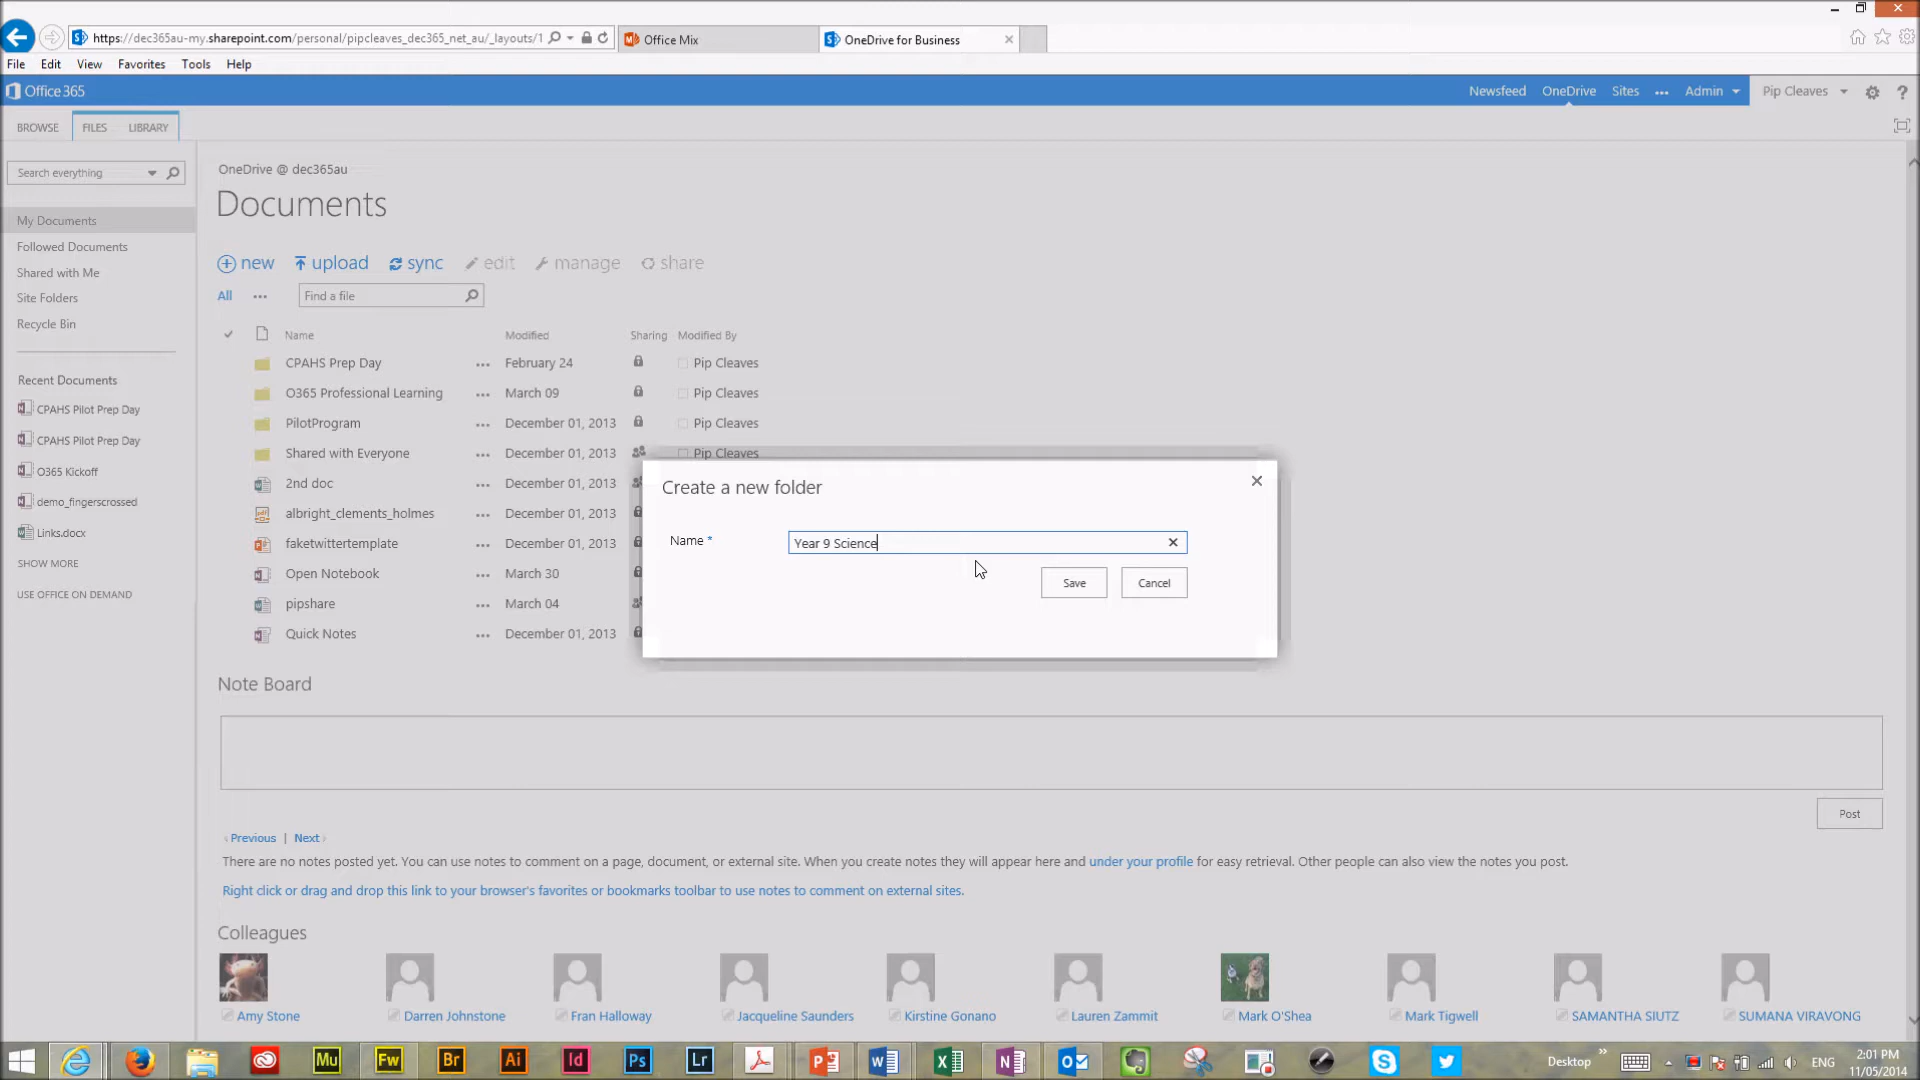 https://dec365au-my.sharepoint.com/personal/pipcleaves_dec365_net_au/_layouts/1
Office Mix
OneDrive for Business
File Edit View Favorites Tools Help
Office 365
Newsfeed OneDrive Sites ... Admin Pip Cleaves ?
BROWSE FILES LIBRARY
Search everything
My Documents
Followed Documents
Shared with Me
Site Folders
Recycle Bin
Recent Documents
CPAHS Pilot Prep Day
CPAHS Pilot Prep Day
O365 Kickoff
demo_fingerscrossed
Links.docx
SHOW MORE
USE OFFICE ON DEMAND
OneDrive @ dec365au
Documents
new upload sync edit manage share
All ... Find a file
Name Modified Sharing Modified By
CPAHS Prep Day ... February 24 Pip Cleaves
O365 Professional Learning ... March 09 Pip Cleaves
PilotProgram ... December 01, 2013 Pip Cleaves
Shared with Everyone ... December 01, 2013 Pip Cleaves
2nd doc ... December 01, 2013
albright_clements_holmes ... December 01, 2013
faketwittertemplate ... December 01, 2013
Open Notebook ... March 30
pipshare ... March 04
Quick Notes ... December 01, 2013
Create a new folder
Name *
Year 9 Science
Save Cancel
Note Board
Post
Previous | Next
There are no notes posted yet. You can use notes to comment on a page, document, or external site. When you create notes they will appear here and under your profile for easy retrieval. Other people can also view the notes you post.
Right click or drag and drop this link to your browser's favorites or bookmarks toolbar to use notes to comment on external sites.
Colleagues
Amy Stone
Darren Johnstone
Fran Halloway
Jacqueline Saunders
Kirstine Gonano
Lauren Zammit
Mark O'Shea
Mark Tigwell
SAMANTHA SIUTZ
SUMANA VIRAVONG
Mu Fw Br Ai Id Ps Lr
Desktop
ENG
2:01 PM
11/05/2014